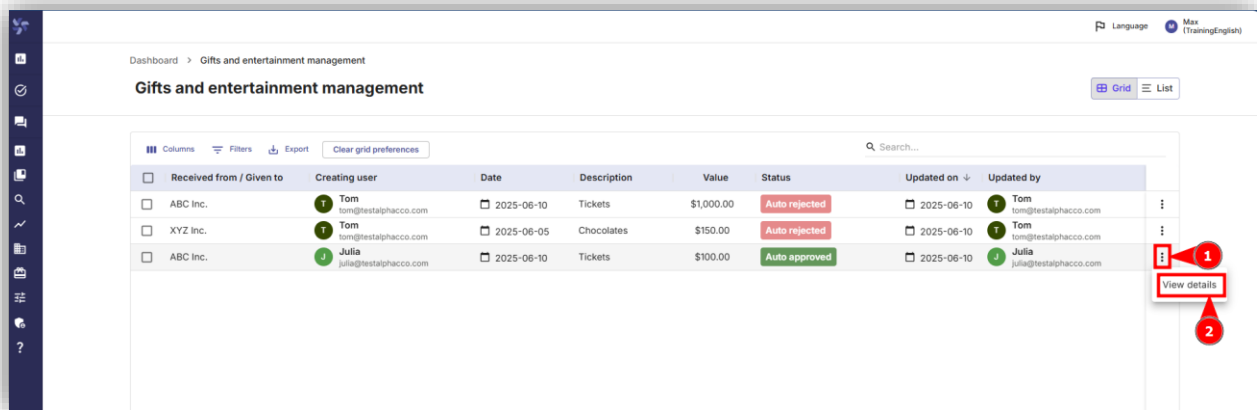 Language
M
Max
(TrainingEnglish)
Dashboard > Gifts and entertainment management
Gifts and entertainment management
Grid
List
Columns
Filters
Export
Clear grid preferences
Search...
Received from / Given to Creating user Date Description Value Status Updated on ↓ Updated by
ABC Inc. T Tom tom@testalphacco.com 2025-06-10 Tickets $1,000.00 Auto rejected 2025-06-10 T Tom tom@testalphacco.com
XYZ Inc. T Tom tom@testalphacco.com 2025-06-05 Chocolates $150.00 Auto rejected 2025-06-10 T Tom tom@testalphacco.com
ABC Inc. J Julia julia@testalphacco.com 2025-06-10 Tickets $100.00 Auto approved 2025-06-10 J Julia julia@testalphacco.com
1
View details
2
?